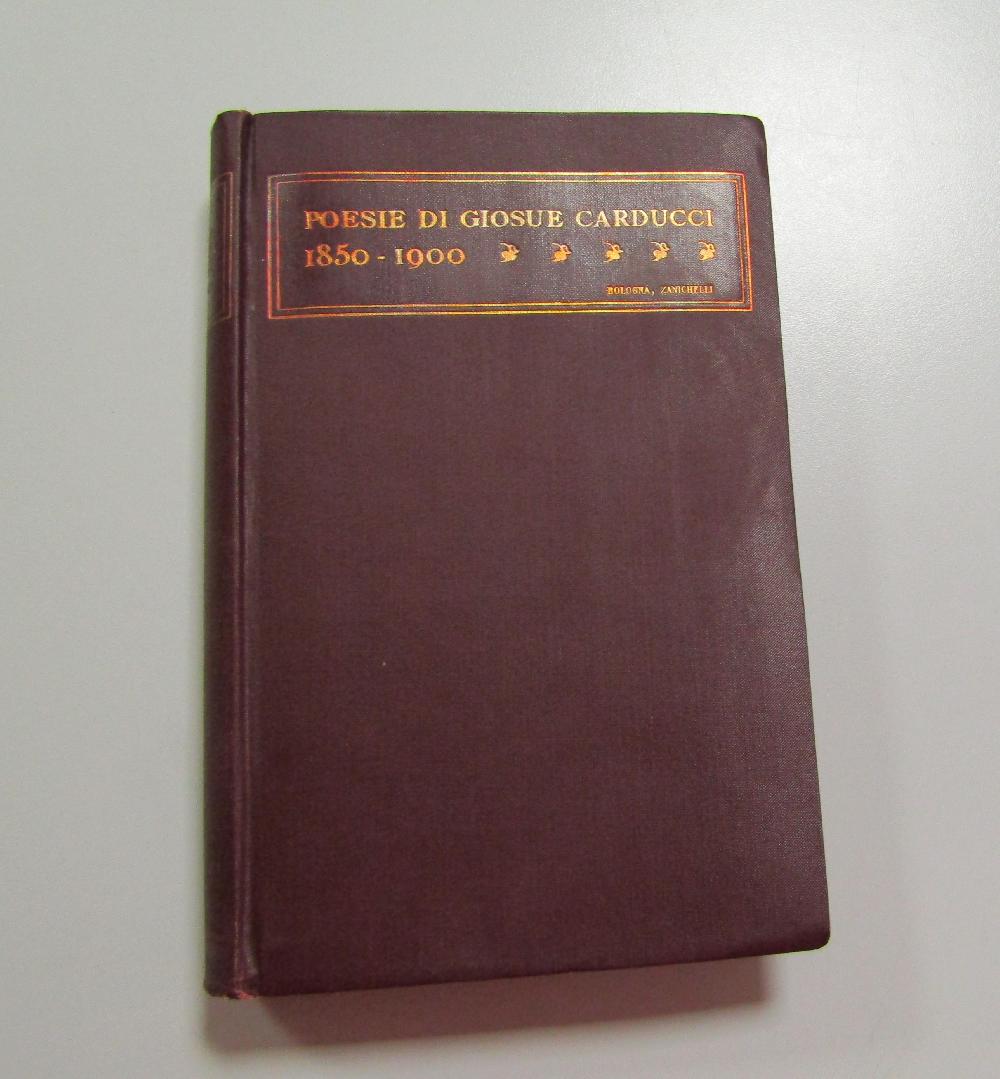 POESIE DI GIOSUE CARDUCCI
1850 - 1900
BOLOGNA, ZANICHELLI